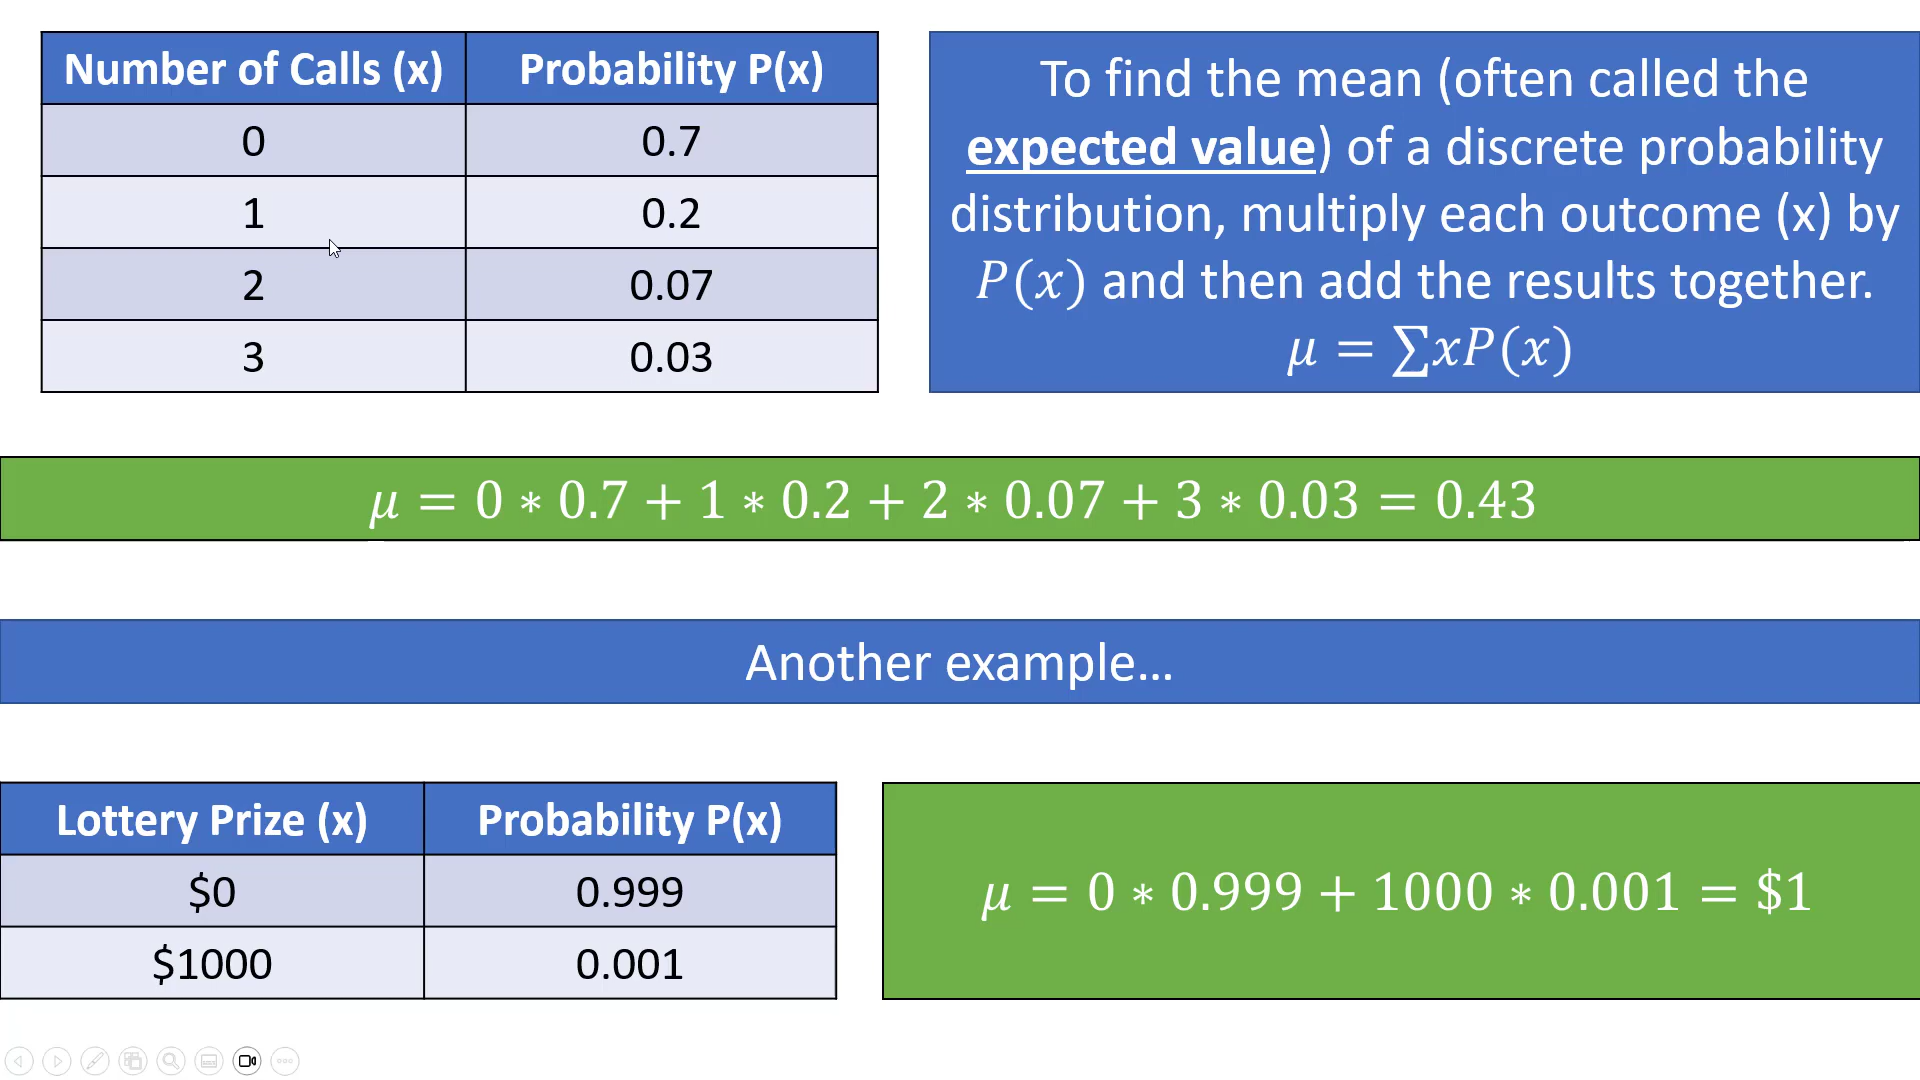 Number of Calls (x) Probability P(x)
0 0.7
1 0.2
2 0.07
3 0.03
To find the mean (often called the
expected value) of a discrete probability
distribution, multiply each outcome (x) by
𝑃(𝑥) and then add the results together.
𝜇 = ∑𝑥𝑃(𝑥)
𝜇 = 0 ∗ 0.7 + 1 ∗ 0.2 + 2 ∗ 0.07 + 3 ∗ 0.03 = 0.43
Another example…
Lottery Prize (x) Probability P(x)
$0 0.999
$1000 0.001
𝜇 = 0 ∗ 0.999 + 1000 ∗ 0.001 = $1